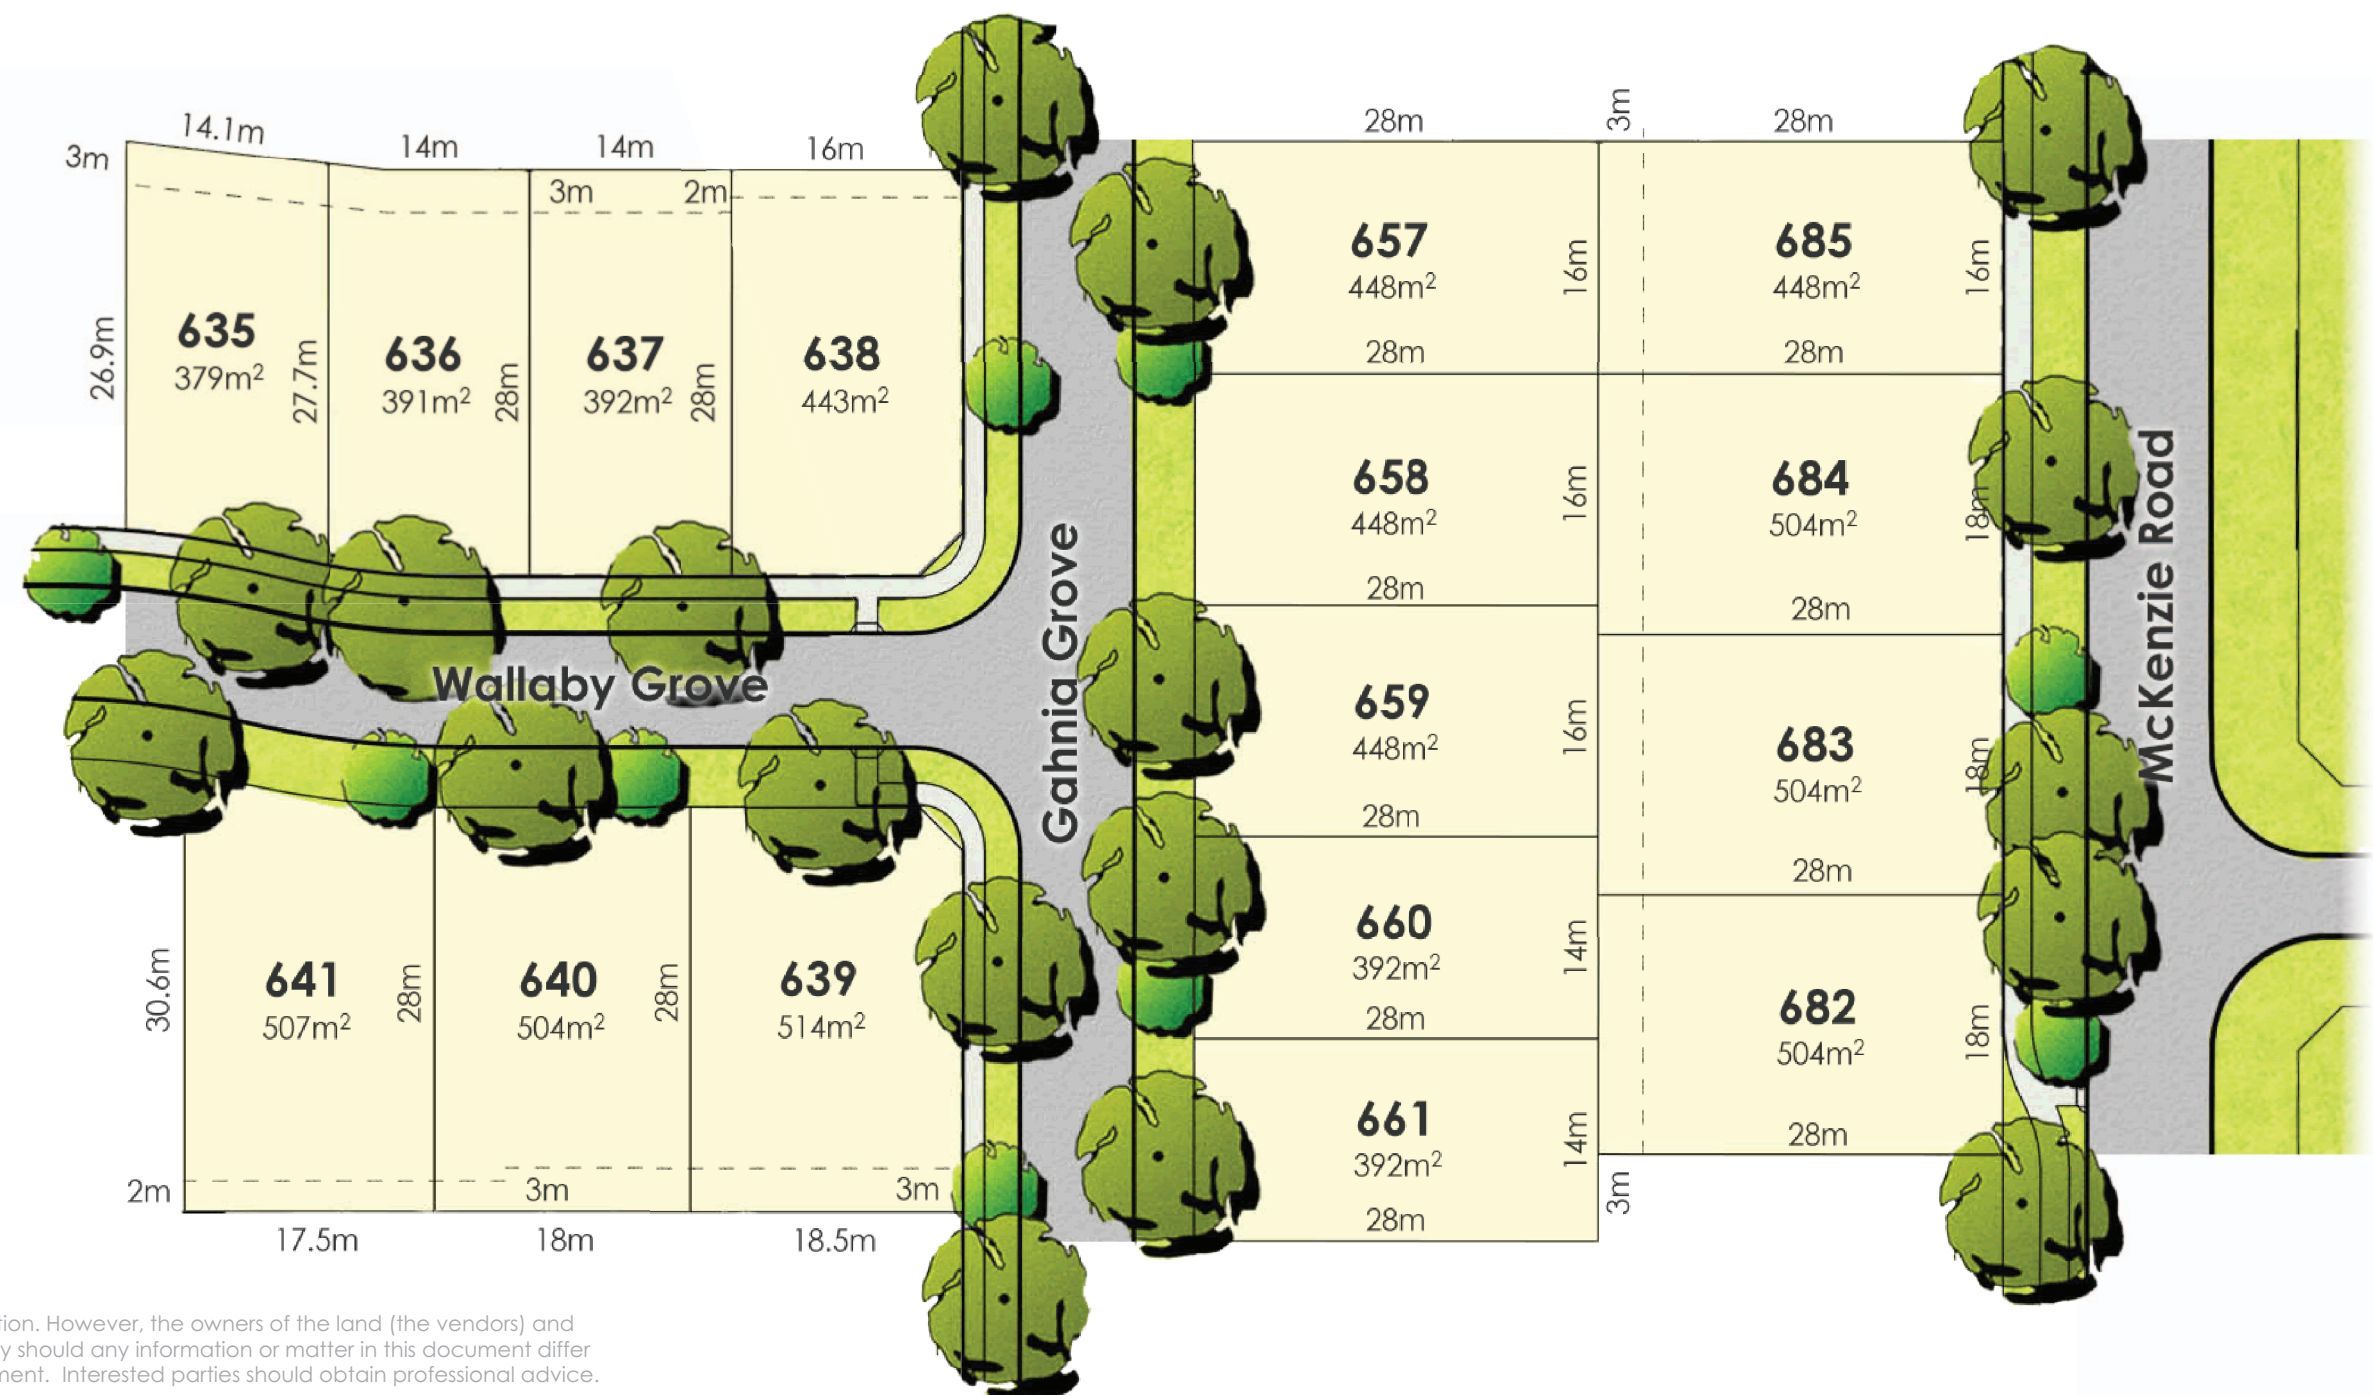 14.1m
3m
14m
14m
16m
3m
2m
635
379m²
26.9m
27.7m
636
391m²
28m
637
392m²
28m
638
443m²
Wallaby Grove
Gahnia Grove
McKenzie Road
641
507m²
30.6m
28m
640
504m²
28m
639
514m²
2m
3m
3m
17.5m
18m
18.5m
28m
3m
28m
657
448m²
16m
28m
685
448m²
16m
28m
658
448m²
16m
28m
684
504m²
18m
28m
659
448m²
16m
28m
683
504m²
18m
28m
660
392m²
14m
28m
682
504m²
18m
28m
661
392m²
14m
28m
3m
However, the owners of the land (the vendors) and
should any information or matter in this document differ
Interested parties should obtain professional advice.